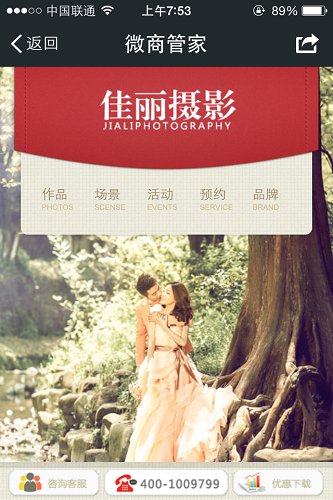 中国联通 上午7:53 89%
返回 微商管家
佳丽摄影
JIALIPHOTOGRAPHY
作品 场景 活动 预约 品牌
PHOTOS SCENSE EVENTS SERVICE BRAND
咨询客服 400-1009799 优惠下载